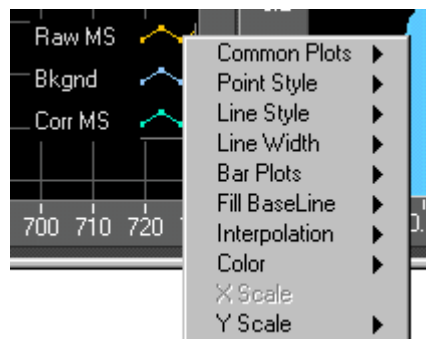 Raw MS
Bkgnd
Corr MS
700 710 720
Common Plots
Point Style
Line Style
Line Width
Bar Plots
Fill BaseLine
Interpolation
Color
X Scale
Y Scale